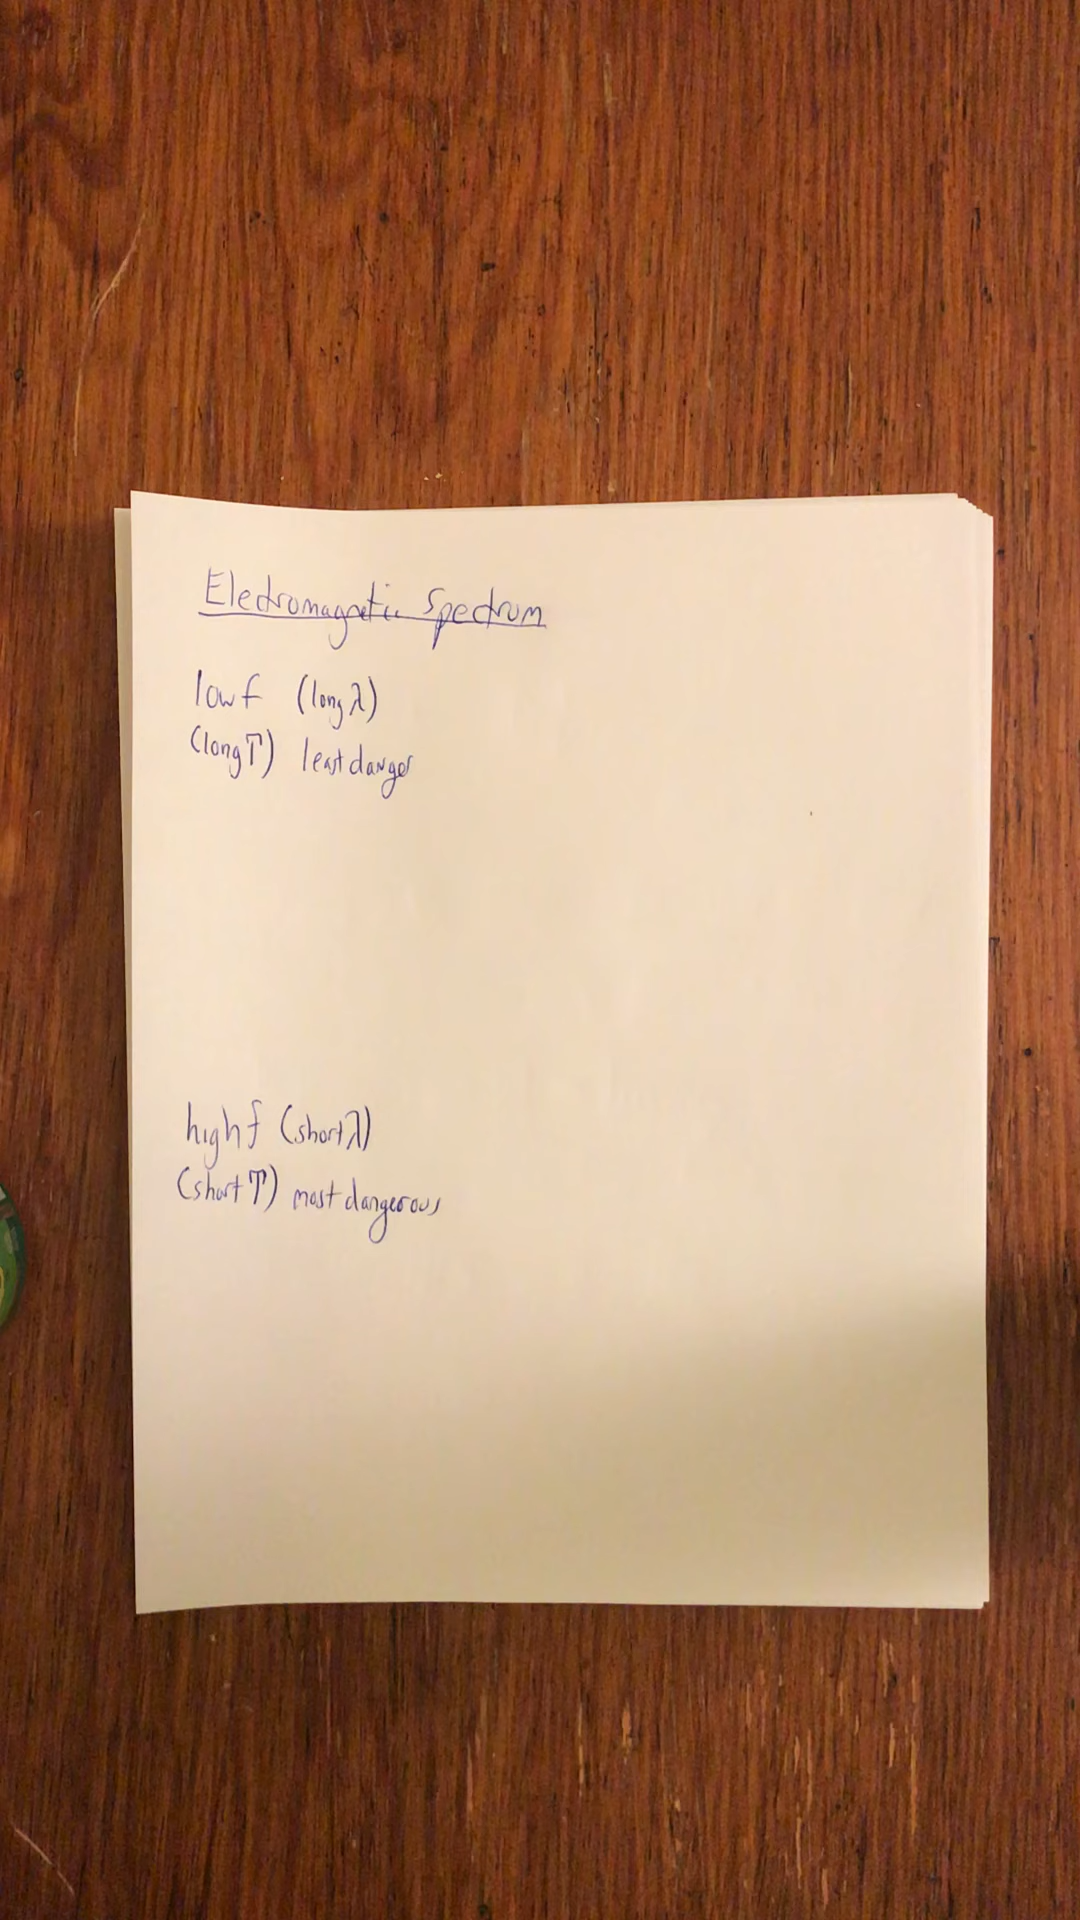 Electromagnetic Spectrum
low f (long λ)
(long T) least danger
high f (short λ)
(short T) most dangerous